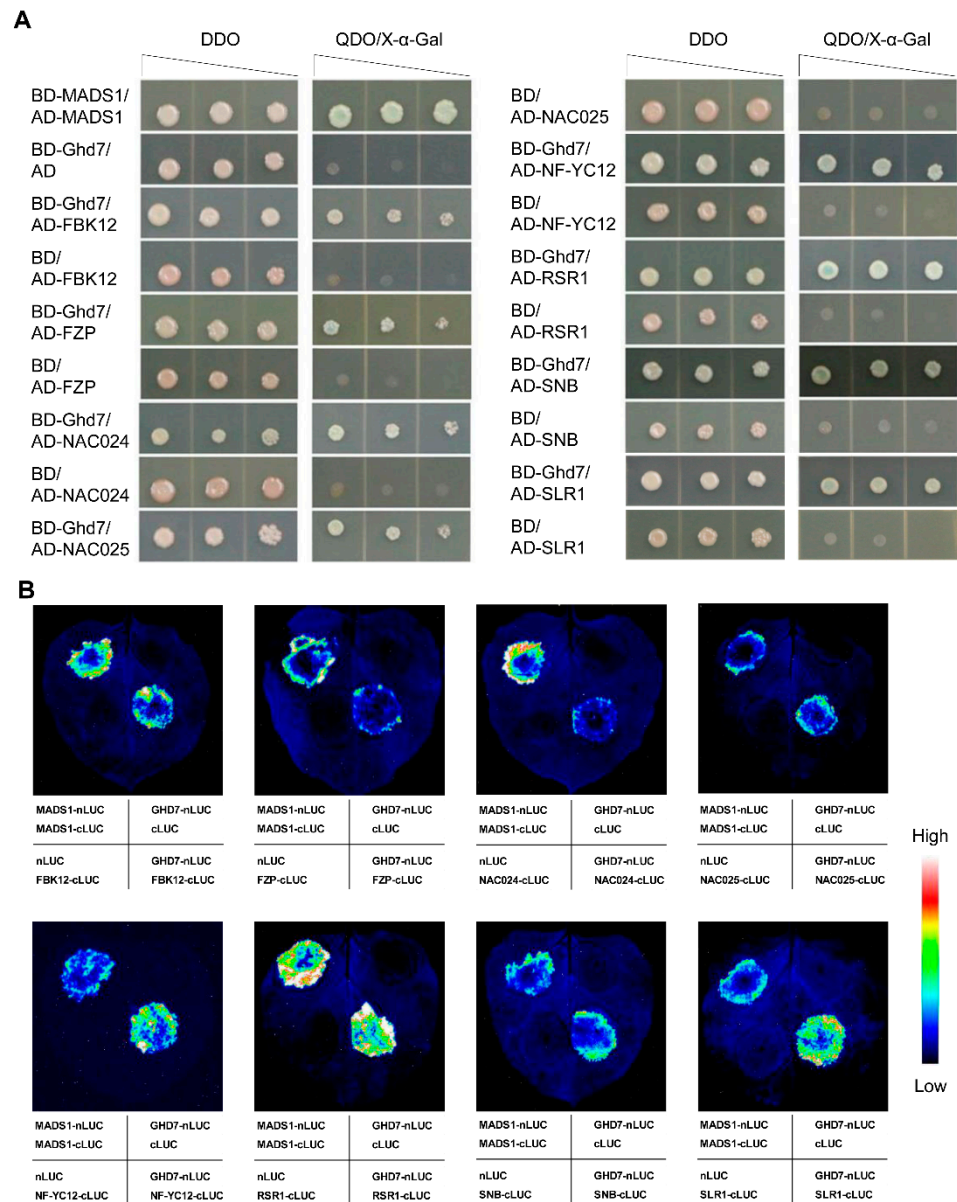 A
DDO QDO/X-α-Gal DDO QDO/X-α-Gal
BD-MADS1/
AD-MADS1
BD-Ghd7/
AD
BD-Ghd7/
AD-FBK12
BD/
AD-FBK12
BD-Ghd7/
AD-FZP
BD/
AD-FZP
BD-Ghd7/
AD-NAC024
BD/
AD-NAC024
BD-Ghd7/
AD-NAC025
BD/
AD-NAC025
BD-Ghd7/
AD-NF-YC12
BD/
AD-NF-YC12
BD-Ghd7/
AD-RSR1
BD/
AD-RSR1
BD-Ghd7/
AD-SNB
BD/
AD-SNB
BD-Ghd7/
AD-SLR1
BD/
AD-SLR1
B
MADS1-nLUC GHD7-nLUC
MADS1-cLUC cLUC
nLUC GHD7-nLUC
FBK12-cLUC FBK12-cLUC
MADS1-nLUC GHD7-nLUC
MADS1-cLUC cLUC
nLUC GHD7-nLUC
FZP-cLUC FZP-cLUC
MADS1-nLUC GHD7-nLUC
MADS1-cLUC cLUC
nLUC GHD7-nLUC
NAC024-cLUC NAC024-cLUC
MADS1-nLUC GHD7-nLUC
MADS1-cLUC cLUC
nLUC GHD7-nLUC
NAC025-cLUC NAC025-cLUC
High
Low
MADS1-nLUC GHD7-nLUC
MADS1-cLUC cLUC
nLUC GHD7-nLUC
NF-YC12-cLUC NF-YC12-cLUC
MADS1-nLUC GHD7-nLUC
MADS1-cLUC cLUC
nLUC GHD7-nLUC
RSR1-cLUC RSR1-cLUC
MADS1-nLUC GHD7-nLUC
MADS1-cLUC cLUC
nLUC GHD7-nLUC
SNB-cLUC SNB-cLUC
MADS1-nLUC GHD7-nLUC
MADS1-cLUC cLUC
nLUC GHD7-nLUC
SLR1-cLUC SLR1-cLUC